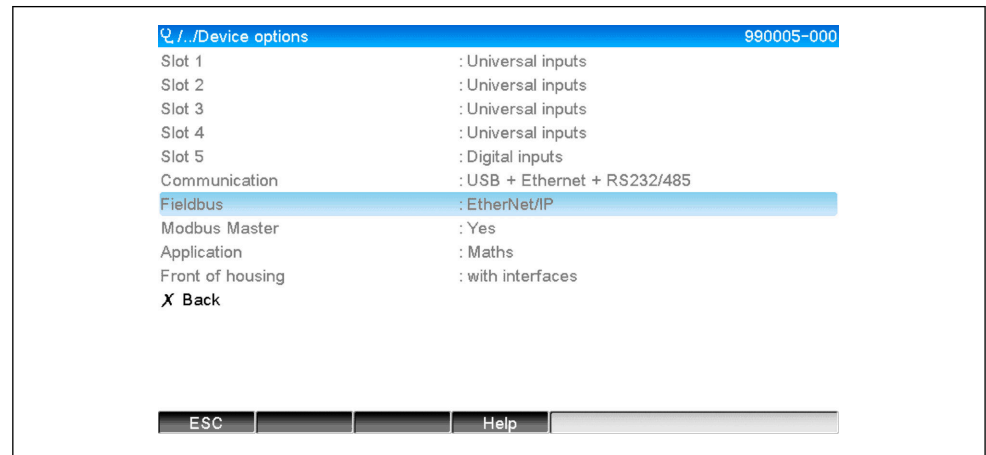 /../Device options 990005-000
Slot 1 : Universal inputs
Slot 2 : Universal inputs
Slot 3 : Universal inputs
Slot 4 : Universal inputs
Slot 5 : Digital inputs
Communication : USB + Ethernet + RS232/485
Fieldbus : EtherNet/IP
Modbus Master : Yes
Application : Maths
Front of housing : with interfaces
X Back
ESC Help